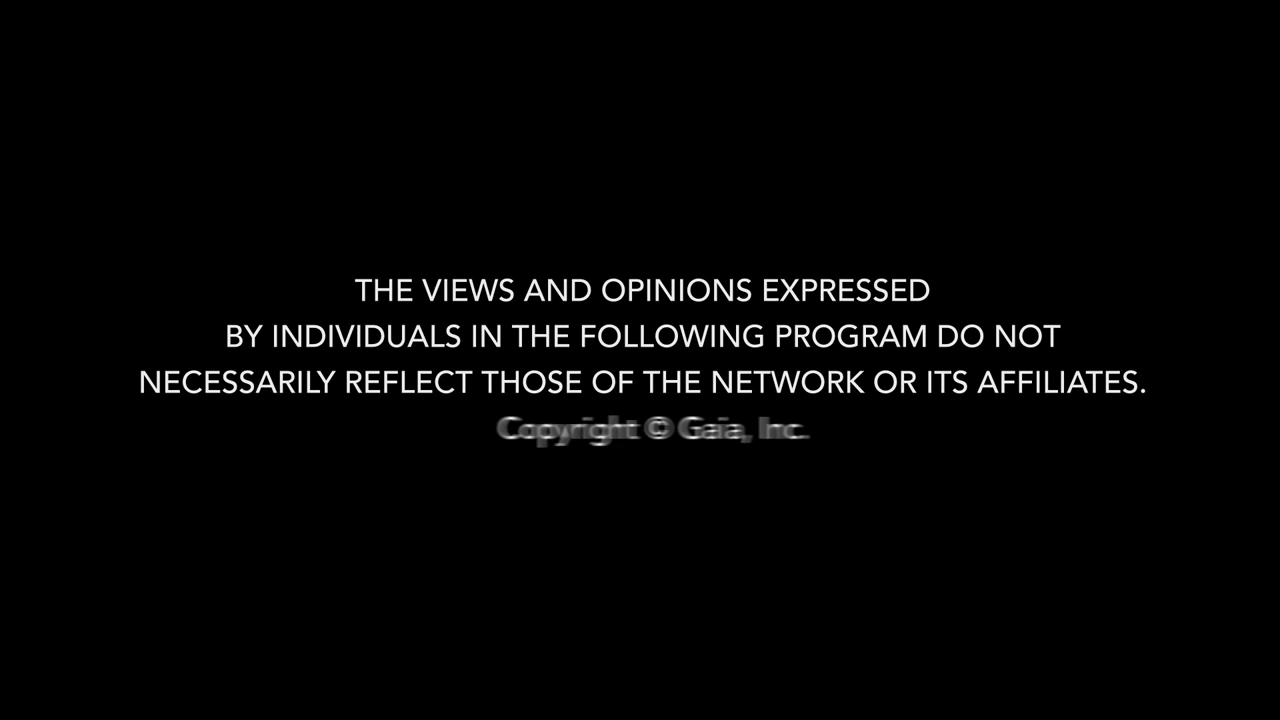 THE VIEWS AND OPINIONS EXPRESSED
BY INDIVIDUALS IN THE FOLLOWING PROGRAM DO NOT
NECESSARILY REFLECT THOSE OF THE NETWORK OR ITS AFFILIATES.
Copyright © Gaia, Inc.